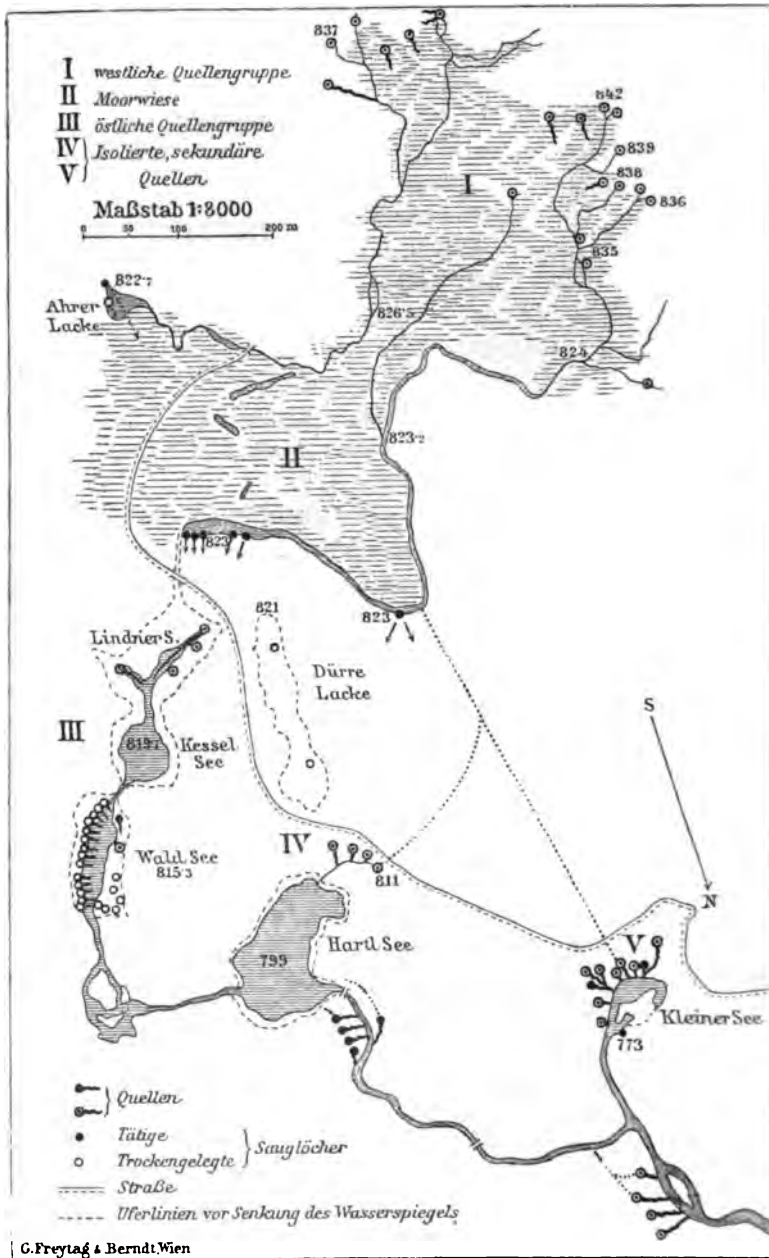 I westliche Quellengruppe
II Moorwiese
III östliche Quellengruppe
IV } Isolierte, sekundäre
V } Quellen
Maßstab 1:8000
0 50 100 200 m
837
842
839
838
836
835
I
822·7
Ahrer
Lacke
826·5
824
823·2
II
823
823
821
Lindner S.
Dürre
Lacke
III
Kessel
See
S
Wald See
815·3
IV
811
N
Hartl See
799
V
Kleiner See
773
Quellen
Tätige
Trockengelegte } Sauglöcher
Straße
Uferlinien vor Senkung des Wasserspiegels
G. Freytag & Berndt, Wien